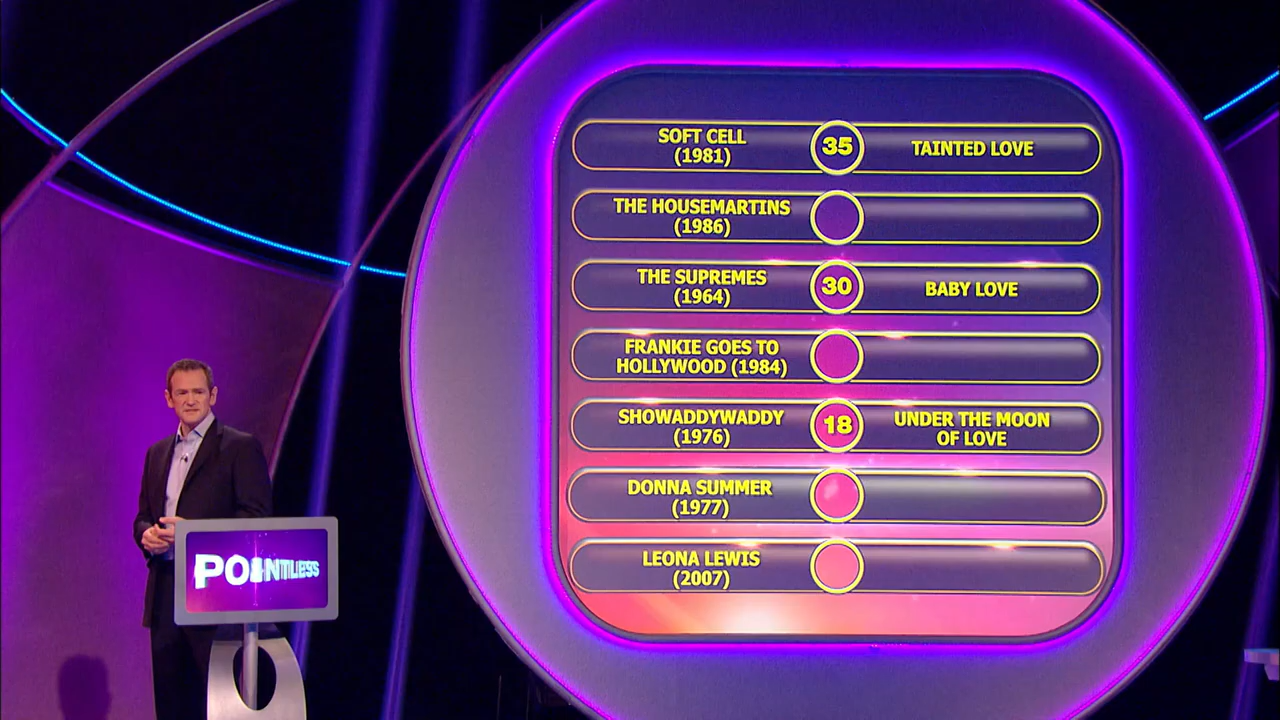 SOFT CELL
(1981)
35
TAINTED LOVE
THE HOUSEMARTINS
(1986)
THE SUPREMES
(1964)
30
BABY LOVE
FRANKIE GOES TO
HOLLYWOOD (1984)
SHOWADDYWADDY
(1976)
18
UNDER THE MOON
OF LOVE
DONNA SUMMER
(1977)
LEONA LEWIS
(2007)
POINTLESS